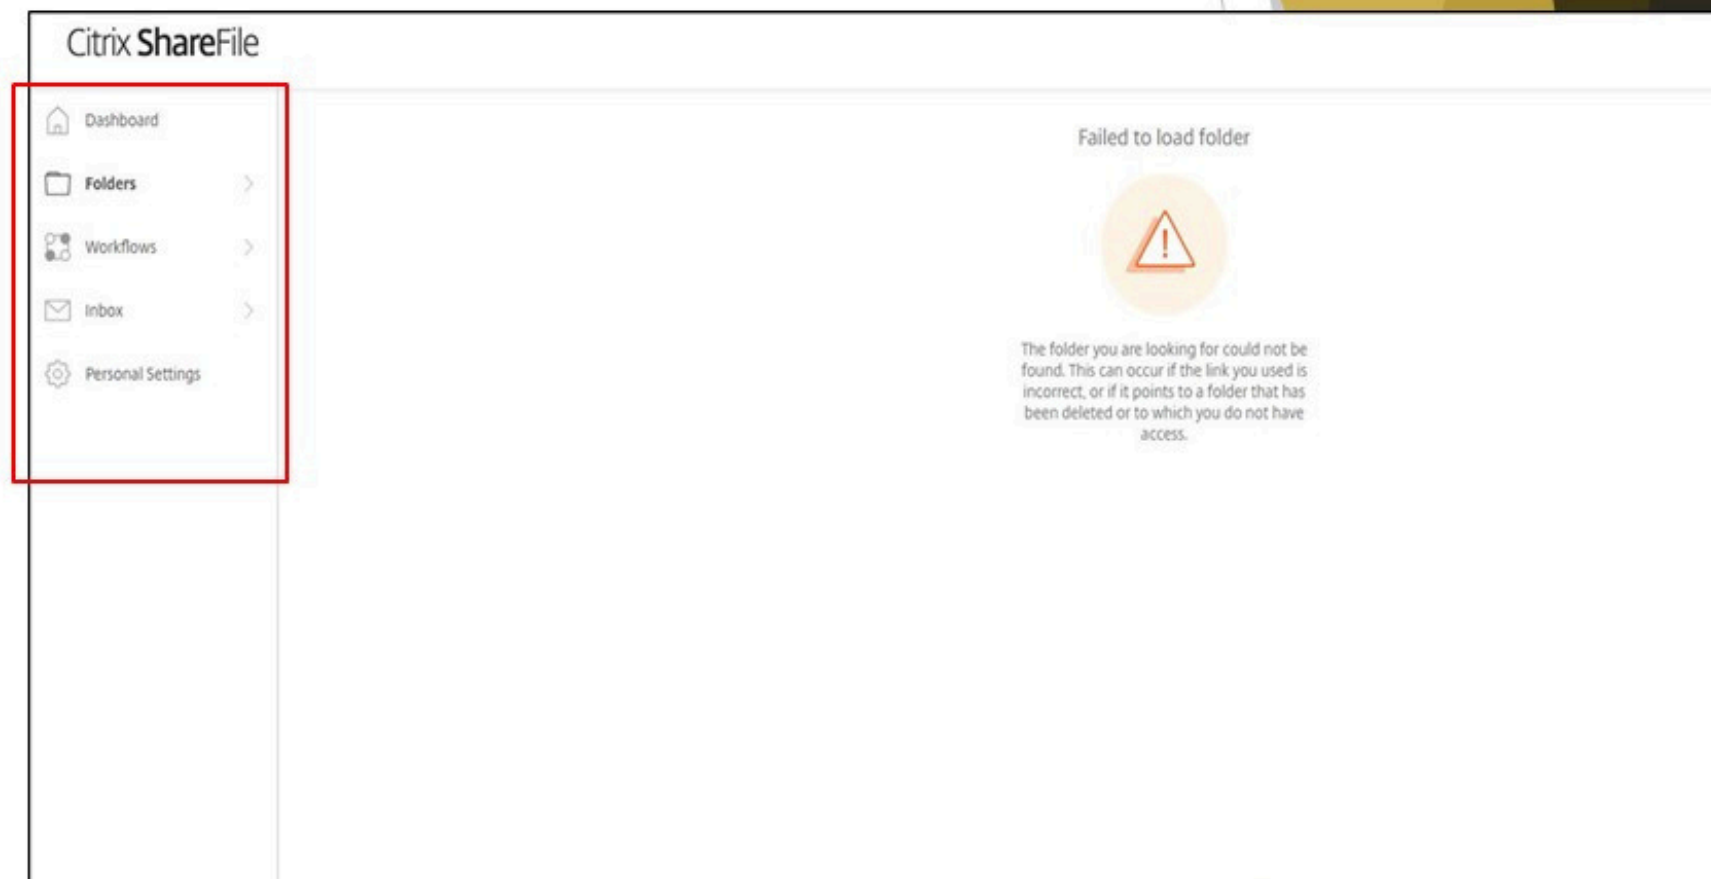 Citrix ShareFile
Dashboard
Folders
Workflows
Inbox
Personal Settings
Failed to load folder
The folder you are looking for could not be
found. This can occur if the link you used is
incorrect, or if it points to a folder that has
been deleted or to which you do not have
access.